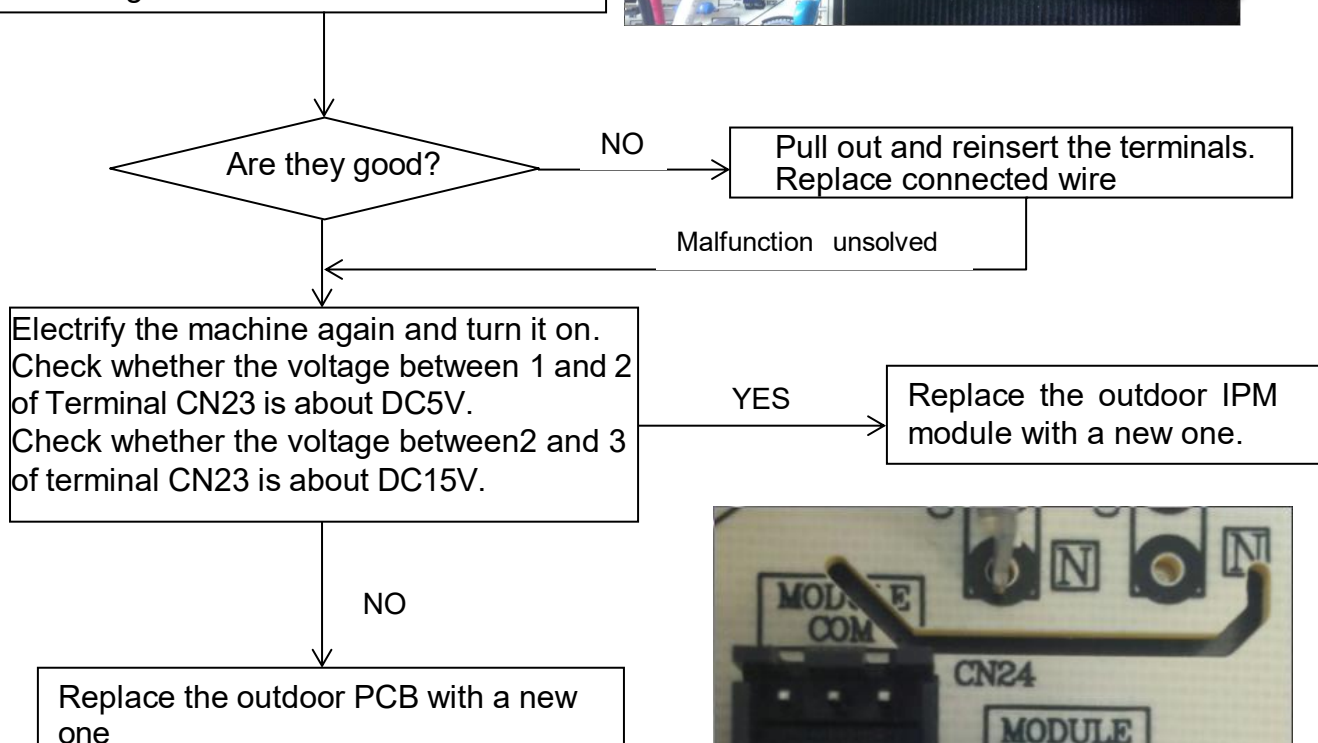 Are they good?
NO
Pull out and reinsert the terminals.
Replace connected wire
Malfunction unsolved
Electrify the machine again and turn it on.
Check whether the voltage between 1 and 2
of Terminal CN23 is about DC5V.
Check whether the voltage between2 and 3
of terminal CN23 is about DC15V.
YES
Replace the outdoor IPM
module with a new one.
NO
Replace the outdoor PCB with a new
one
N
N
COM
CN24
MODULE